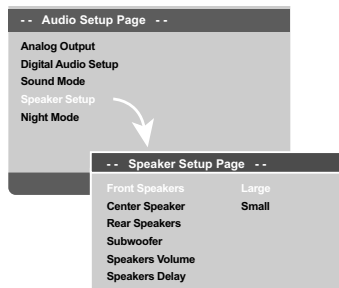 -- Audio Setup Page --
Analog Output
Digital Audio Setup
Sound Mode
Speaker Setup
Night Mode
-- Speaker Setup Page --
Front Speakers Large
Center Speaker Small
Rear Speakers
Subwoofer
Speakers Volume
Speakers Delay